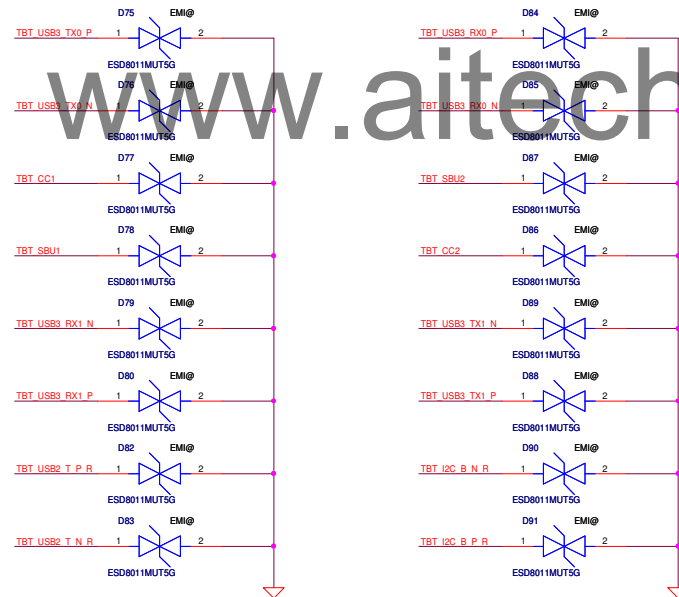 D75 EMI@
TBT_USB3_TX0_P 1 2
ESD8011MUT5G
D76 EMI@
TBT_USB3_TX0_N 1 2
ESD8011MUT5G
D77 EMI@
TBT_CC1 1 2
ESD8011MUT5G
D78 EMI@
TBT_SBU1 1 2
ESD8011MUT5G
D79 EMI@
TBT_USB3_RX1_N 1 2
ESD8011MUT5G
D80 EMI@
TBT_USB3_RX1_P 1 2
ESD8011MUT5G
D82 EMI@
TBT_USB2_T_P_R 1 2
ESD8011MUT5G
D83 EMI@
TBT_USB2_T_N_R 1 2
ESD8011MUT5G
D84 EMI@
TBT_USB3_RX0_P 1 2
ESD8011MUT5G
D85 EMI@
TBT_USB3_RX0_N 1 2
ESD8011MUT5G
D87 EMI@
TBT_SBU2 1 2
ESD8011MUT5G
D86 EMI@
TBT_CC2 1 2
ESD8011MUT5G
D89 EMI@
TBT_USB3_TX1_N 1 2
ESD8011MUT5G
D88 EMI@
TBT_USB3_TX1_P 1 2
ESD8011MUT5G
D90 EMI@
TBT_I2C_B_N_R 1 2
ESD8011MUT5G
D91 EMI@
TBT_I2C_B_P_R 1 2
ESD8011MUT5G
www.aitech